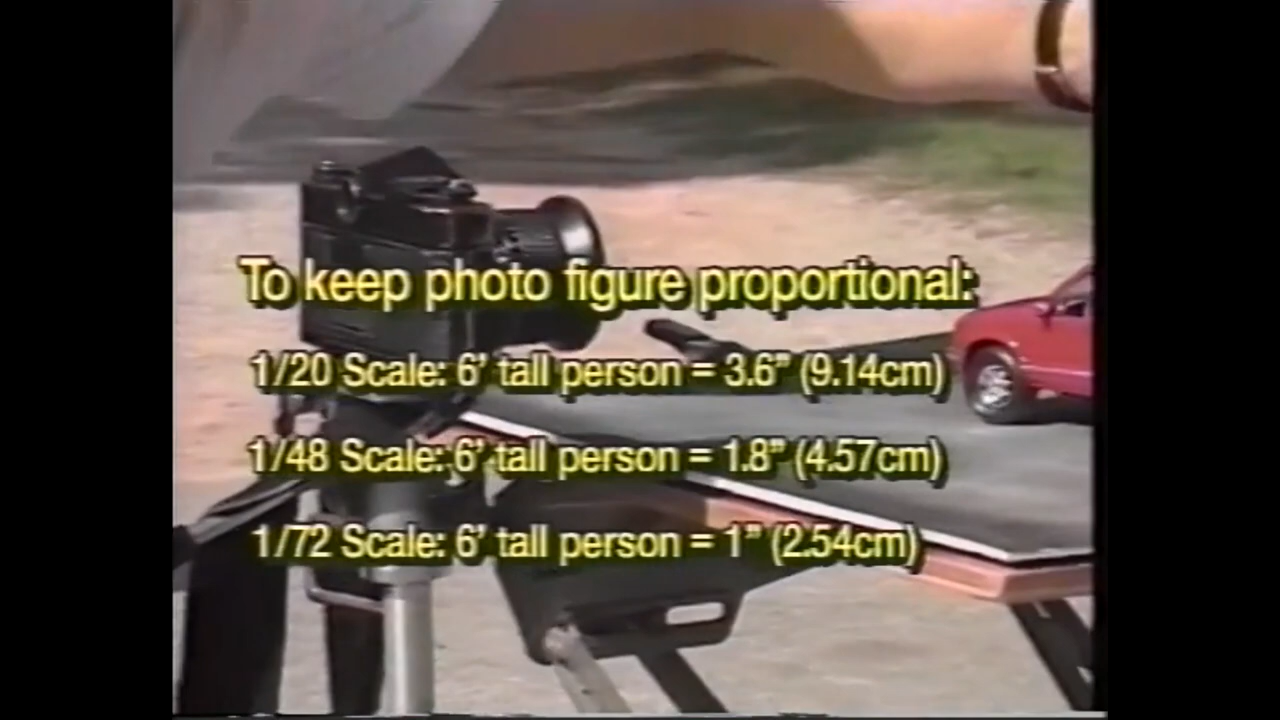 To keep photo figure proportional:
1/20 Scale: 6’ tall person = 3.6” (9.14cm)
1/48 Scale: 6’ tall person = 1.8” (4.57cm)
1/72 Scale: 6’ tall person = 1” (2.54cm)